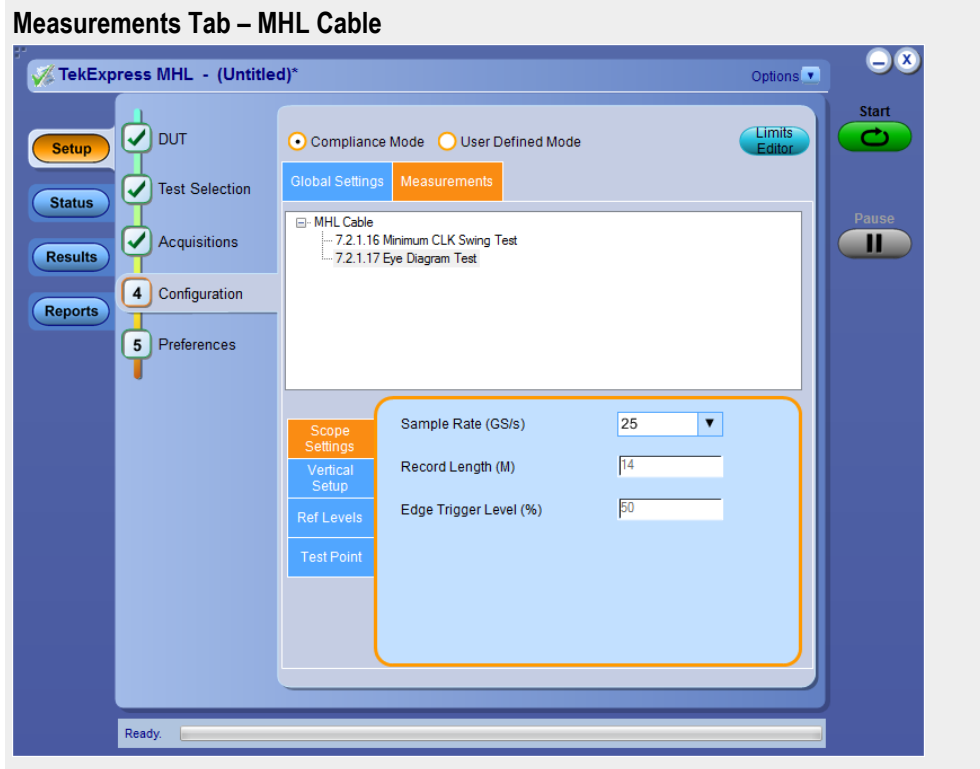 Measurements Tab – MHL Cable
TekExpress MHL - (Untitled)*
Options
X
Start
Pause
Setup
Status
Results
Reports
DUT
Test Selection
Acquisitions
4 Configuration
5 Preferences
Compliance Mode User Defined Mode
Limits
Editor
Global Settings Measurements
MHL Cable
7.2.1.16 Minimum CLK Swing Test
7.2.1.17 Eye Diagram Test
Scope
Settings
Vertical
Setup
Ref Levels
Test Point
Sample Rate (GS/s) 25
Record Length (M) 14
Edge Trigger Level (%) 50
Ready.